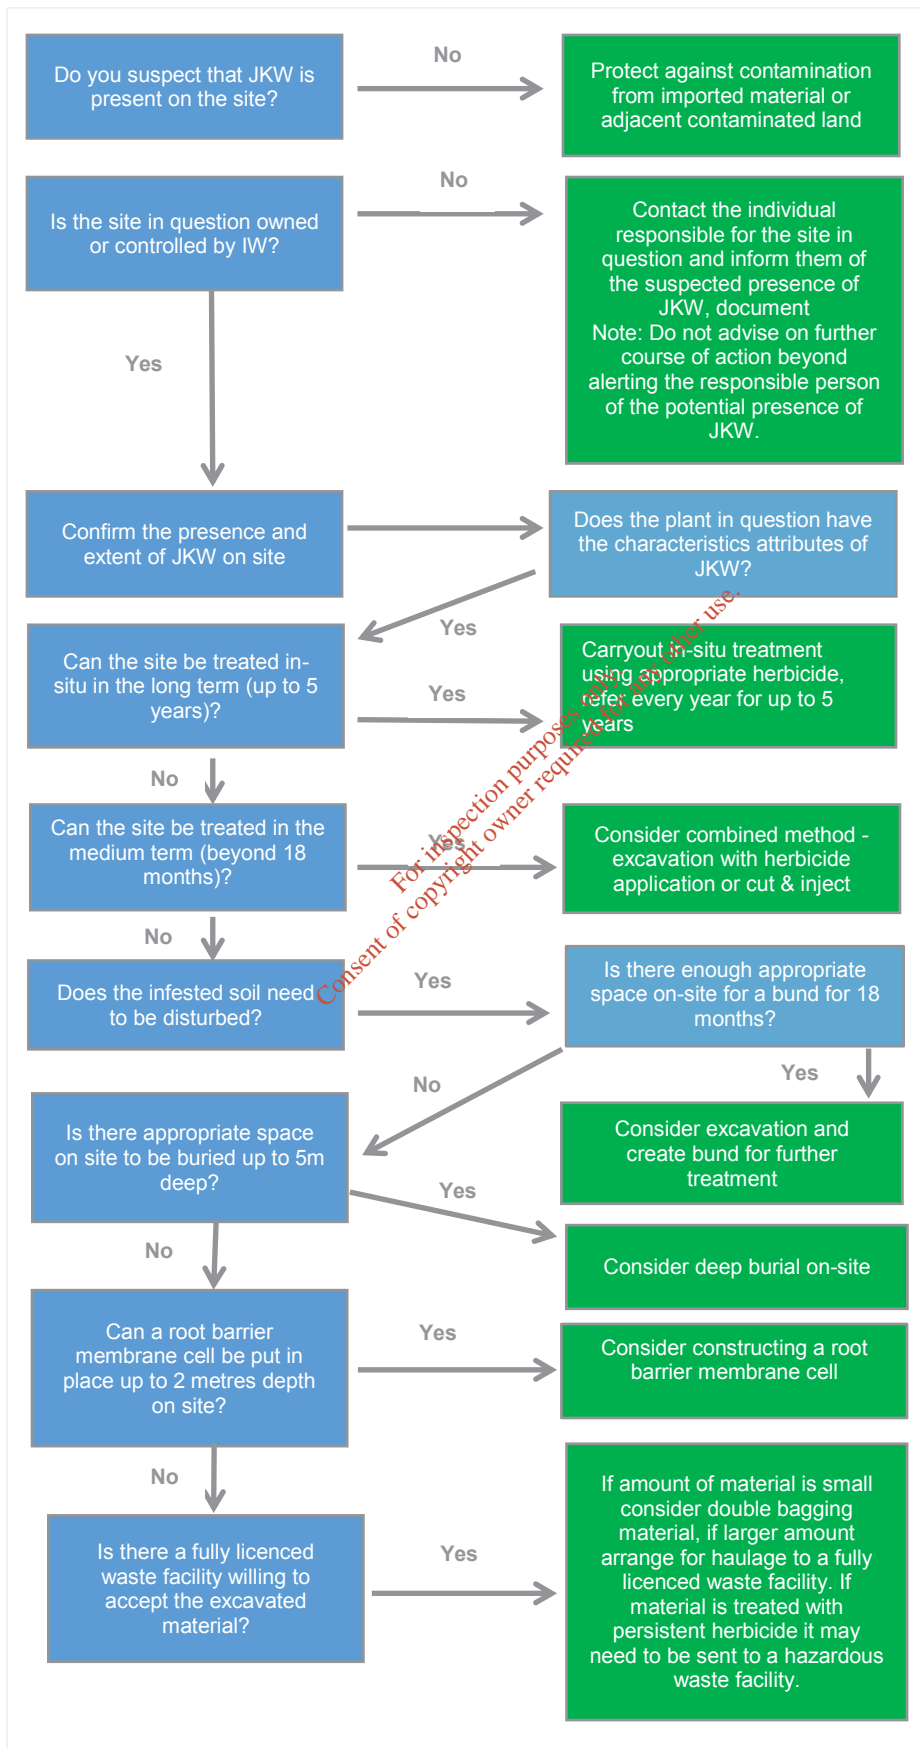 Do you suspect that JKW is
present on the site?
No
Protect against contamination
from imported material or
adjacent contaminated land
Is the site in question owned
or controlled by IW?
No
Contact the individual
responsible for the site in
question and inform them of
the suspected presence of
JKW, document
Note: Do not advise on further
course of action beyond
alerting the responsible person
of the potential presence of
JKW.
Yes
Confirm the presence and
extent of JKW on site
Does the plant in question have
the characteristics attributes of
JKW?
Yes
Can the site be treated in-
situ in the long term (up to 5
years)?
Yes
Carryout in-situ treatment
using appropriate herbicide,
refer every year for up to 5
years
No
Can the site be treated in the
medium term (beyond 18
months)?
Yes
Consider combined method -
excavation with herbicide
application or cut & inject
No
Does the infested soil need
to be disturbed?
Yes
Is there enough appropriate
space on-site for a bund for 18
months?
Yes
Consider excavation and
create bund for further
treatment
No
Is there appropriate space
on site to be buried up to 5m
deep?
Yes
Consider deep burial on-site
No
Can a root barrier
membrane cell be put in
place up to 2 metres depth
on site?
Yes
Consider constructing a root
barrier membrane cell
No
Is there a fully licenced
waste facility willing to
accept the excavated
material?
Yes
If amount of material is small
consider double bagging
material, if larger amount
arrange for haulage to a fully
licenced waste facility. If
material is treated with
persistent herbicide it may
need to be sent to a hazardous
waste facility.
For inspection purposes only.
Consent of copyright owner required for any other use.